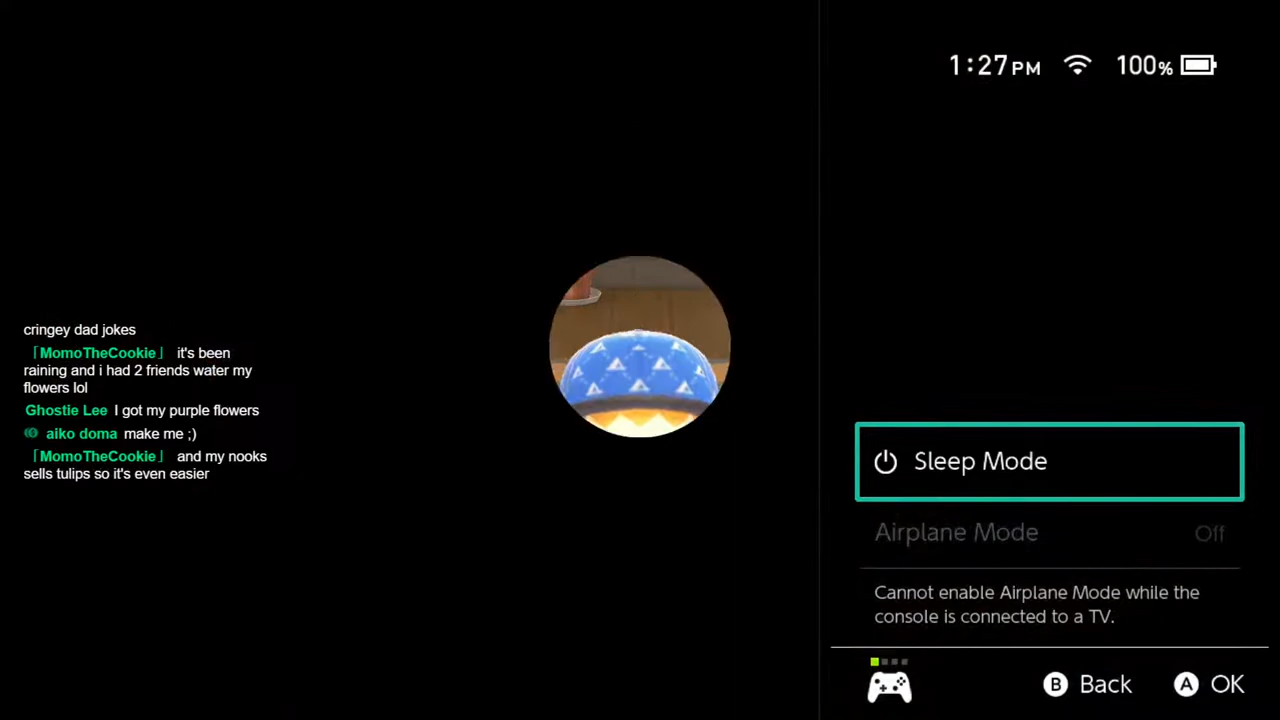 1:27PM 100%
cringey dad jokes
「MomoTheCookie」 it's been
raining and i had 2 friends water my
flowers lol
Ghostie Lee I got my purple flowers
aiko doma make me ;)
「MomoTheCookie」 and my nooks
sells tulips so it's even easier
Sleep Mode
Airplane Mode Off
Cannot enable Airplane Mode while the
console is connected to a TV.
B Back A OK